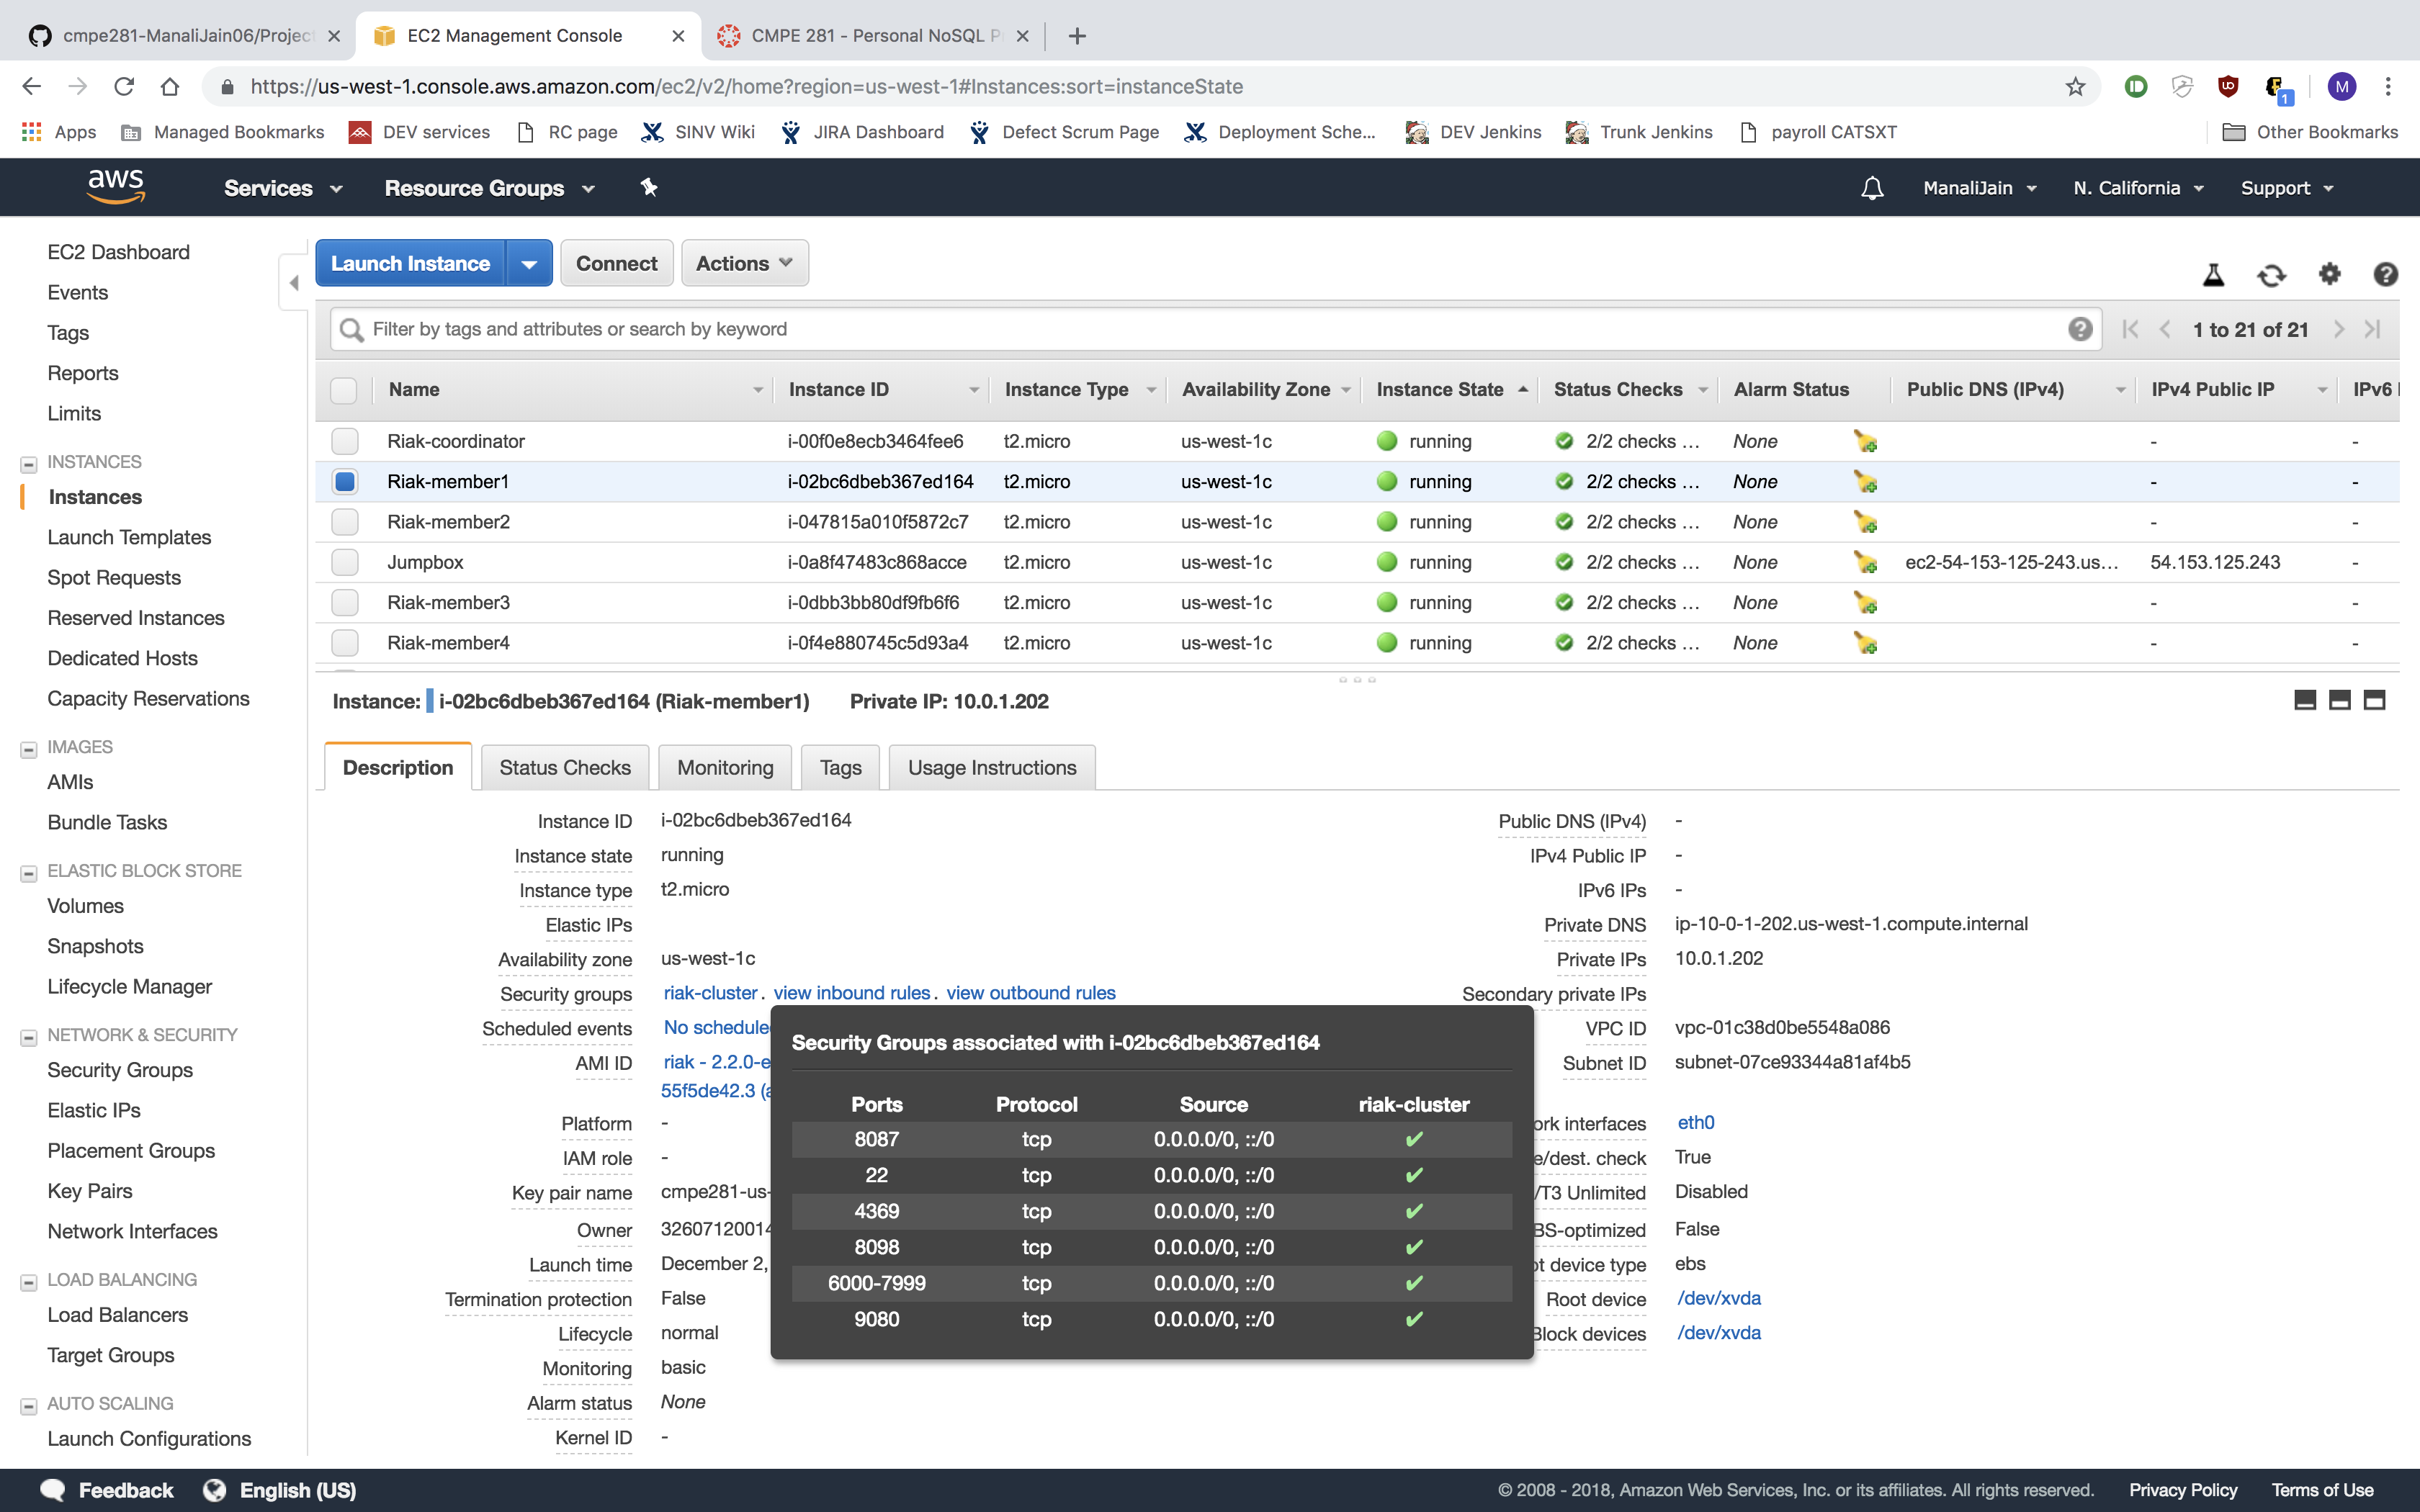 cmpe281-ManaliJain06/Project
EC2 Management Console
CMPE 281 - Personal NoSQL P
https://us-west-1.console.aws.amazon.com/ec2/v2/home?region=us-west-1#Instances:sort=instanceState
1
M
Apps
Managed Bookmarks
DEV services
RC page
SINV Wiki
JIRA Dashboard
Defect Scrum Page
Deployment Sche...
DEV Jenkins
Trunk Jenkins
payroll CATSXT
Other Bookmarks
aws
Services
Resource Groups
ManaliJain
N. California
Support
EC2 Dashboard
Events
Tags
Reports
Limits
INSTANCES
Instances
Launch Templates
Spot Requests
Reserved Instances
Dedicated Hosts
Capacity Reservations
IMAGES
AMIs
Bundle Tasks
ELASTIC BLOCK STORE
Volumes
Snapshots
Lifecycle Manager
NETWORK & SECURITY
Security Groups
Elastic IPs
Placement Groups
Key Pairs
Network Interfaces
LOAD BALANCING
Load Balancers
Target Groups
AUTO SCALING
Launch Configurations
Launch Instance
Connect
Actions
Filter by tags and attributes or search by keyword
1 to 21 of 21
Name Instance ID Instance Type Availability Zone Instance State Status Checks Alarm Status Public DNS (IPv4) IPv4 Public IP IPv6 I
Riak-coordinator i-00f0e8ecb3464fee6 t2.micro us-west-1c running 2/2 checks ... None - -
Riak-member1 i-02bc6dbeb367ed164 t2.micro us-west-1c running 2/2 checks ... None - -
Riak-member2 i-047815a010f5872c7 t2.micro us-west-1c running 2/2 checks ... None - -
Jumpbox i-0a8f47483c868acce t2.micro us-west-1c running 2/2 checks ... None ec2-54-153-125-243.us... 54.153.125.243 -
Riak-member3 i-0dbb3bb80df9fb6f6 t2.micro us-west-1c running 2/2 checks ... None - -
Riak-member4 i-0f4e880745c5d93a4 t2.micro us-west-1c running 2/2 checks ... None - -
Instance: i-02bc6dbeb367ed164 (Riak-member1) Private IP: 10.0.1.202
Description
Status Checks
Monitoring
Tags
Usage Instructions
Instance ID i-02bc6dbeb367ed164
Instance state running
Instance type t2.micro
Elastic IPs
Availability zone us-west-1c
Security groups riak-cluster. view inbound rules. view outbound rules
Scheduled events No schedule
AMI ID riak - 2.2.0-e
55f5de42.3 (a
Platform -
IAM role -
Key pair name cmpe281-us-
Owner 32607120014
Launch time December 2,
Termination protection False
Lifecycle normal
Monitoring basic
Alarm status None
Kernel ID -
Public DNS (IPv4) -
IPv4 Public IP -
IPv6 IPs -
Private DNS ip-10-0-1-202.us-west-1.compute.internal
Private IPs 10.0.1.202
Secondary private IPs
VPC ID vpc-01c38d0be5548a086
Subnet ID subnet-07ce93344a81af4b5
ork interfaces eth0
e/dest. check True
/T3 Unlimited Disabled
BS-optimized False
ot device type ebs
Root device /dev/xvda
Block devices /dev/xvda
Security Groups associated with i-02bc6dbeb367ed164
Ports Protocol Source riak-cluster
8087 tcp 0.0.0.0/0, ::/0 ✔
22 tcp 0.0.0.0/0, ::/0 ✔
4369 tcp 0.0.0.0/0, ::/0 ✔
8098 tcp 0.0.0.0/0, ::/0 ✔
6000-7999 tcp 0.0.0.0/0, ::/0 ✔
9080 tcp 0.0.0.0/0, ::/0 ✔
Feedback
English (US)
© 2008 - 2018, Amazon Web Services, Inc. or its affiliates. All rights reserved.
Privacy Policy
Terms of Use